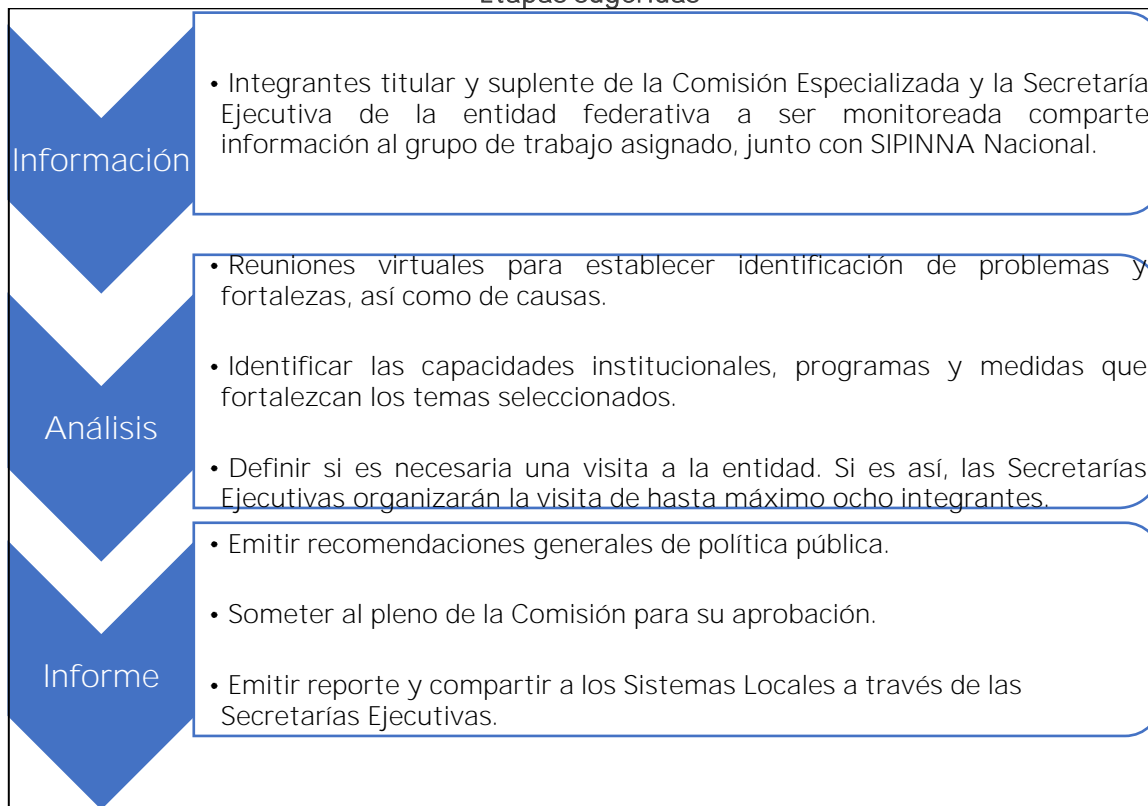 Etapas sugeridas
Información
• Integrantes titular y suplente de la Comisión Especializada y la Secretaría
Ejecutiva de la entidad federativa a ser monitoreada comparte
información al grupo de trabajo asignado, junto con SIPINNA Nacional.
Análisis
• Reuniones virtuales para establecer identificación de problemas y
fortalezas, así como de causas.
• Identificar las capacidades institucionales, programas y medidas que
fortalezcan los temas seleccionados.
• Definir si es necesaria una visita a la entidad. Si es así, las Secretarías
Ejecutivas organizarán la visita de hasta máximo ocho integrantes.
Informe
• Emitir recomendaciones generales de política pública.
• Someter al pleno de la Comisión para su aprobación.
• Emitir reporte y compartir a los Sistemas Locales a través de las
Secretarías Ejecutivas.